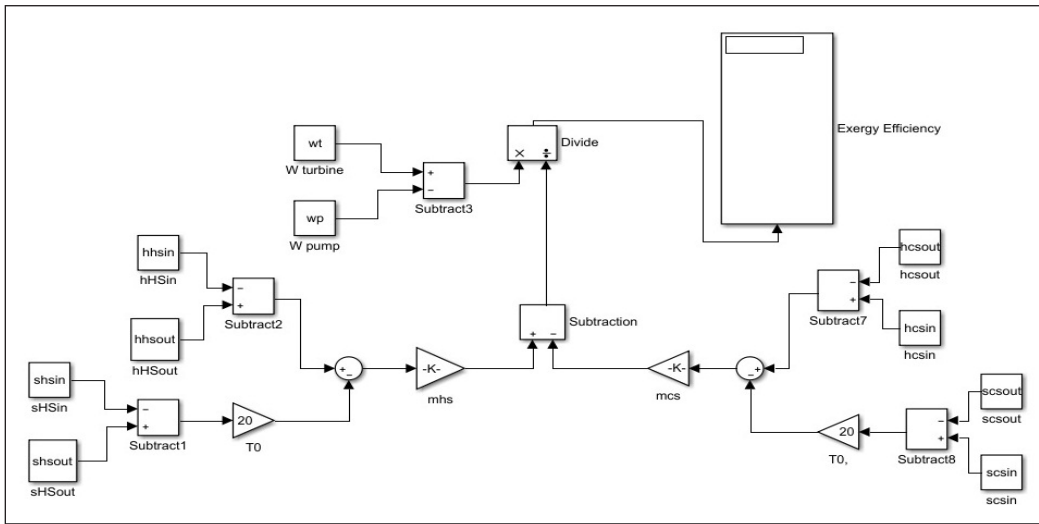 Exergy Efficiency
wt
W turbine
+
−
Subtract3
×
÷
Divide
wp
W pump
hhsin
hHSin
−
+
Subtract2
hhsout
hHSout
+
−
Subtraction
hcsout
hcsout
−
+
Subtract7
hcsin
hcsin
shsin
sHSin
−
+
Subtract1
shsout
sHSout
20
T0
+
−
-K-
mhs
-K-
mcs
−
+
20
T0,
−
+
Subtract8
scsout
scsout
scsin
scsin